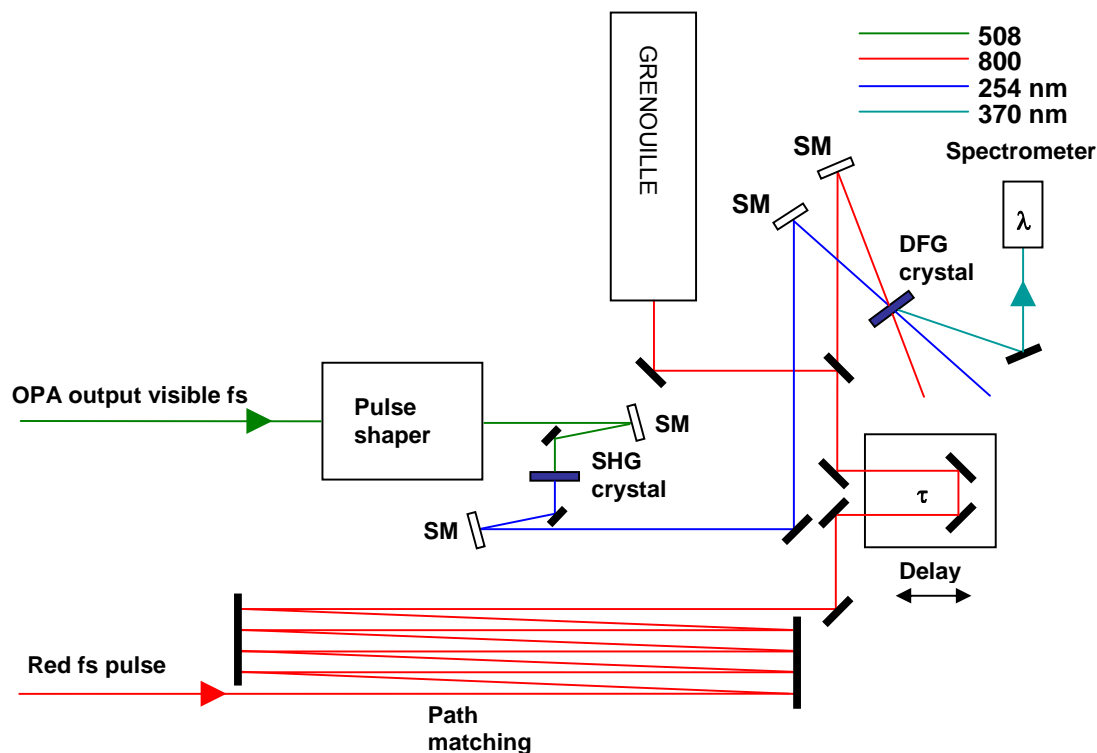 GRENOUILLE
508
800
254 nm
370 nm
Spectrometer
λ
SM
SM
DFG
crystal
OPA output visible fs
Pulse
shaper
SM
SHG
crystal
SM
τ
Delay
Red fs pulse
Path
matching